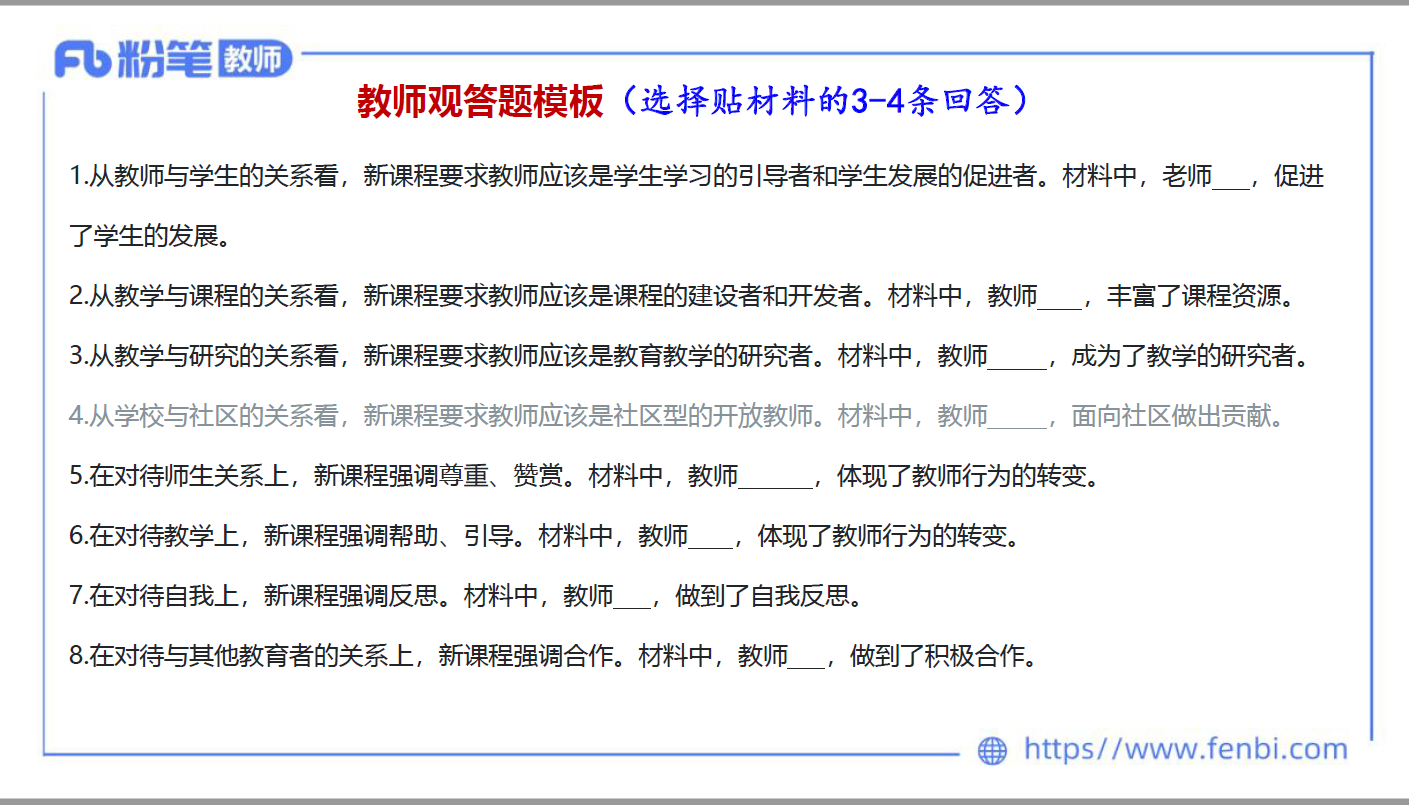 粉笔教师
教师观答题模板（选择贴材料的3-4条回答）
1.从教师与学生的关系看，新课程要求教师应该是学生学习的引导者和学生发展的促进者。材料中，老师___，促进
了学生的发展。
2.从教学与课程的关系看，新课程要求教师应该是课程的建设者和开发者。材料中，教师___，丰富了课程资源。
3.从教学与研究的关系看，新课程要求教师应该是教育教学的研究者。材料中，教师____，成为了教学的研究者。
4.从学校与社区的关系看，新课程要求教师应该是社区型的开放教师。材料中，教师____，面向社区做出贡献。
5.在对待师生关系上，新课程强调尊重、赞赏。材料中，教师_____，体现了教师行为的转变。
6.在对待教学上，新课程强调帮助、引导。材料中，教师___，体现了教师行为的转变。
7.在对待自我上，新课程强调反思。材料中，教师___，做到了自我反思。
8.在对待与其他教育者的关系上，新课程强调合作。材料中，教师___，做到了积极合作。
https//www.fenbi.com